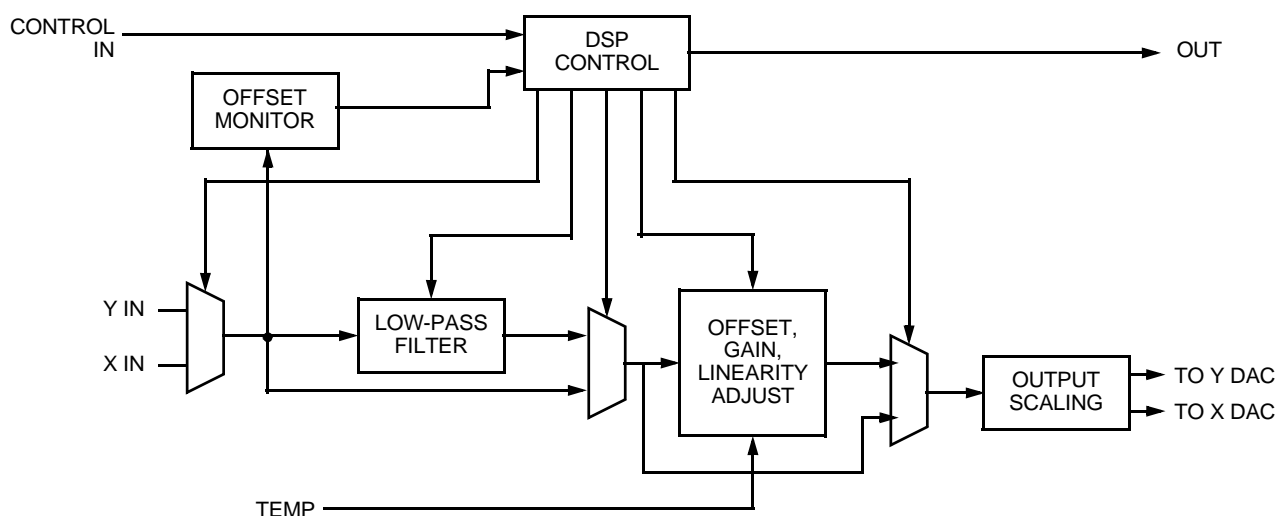 CONTROL
IN
DSP
CONTROL
OUT
OFFSET
MONITOR
Y IN
X IN
LOW-PASS
FILTER
OFFSET,
GAIN,
LINEARITY
ADJUST
OUTPUT
SCALING
TO Y DAC
TO X DAC
TEMP